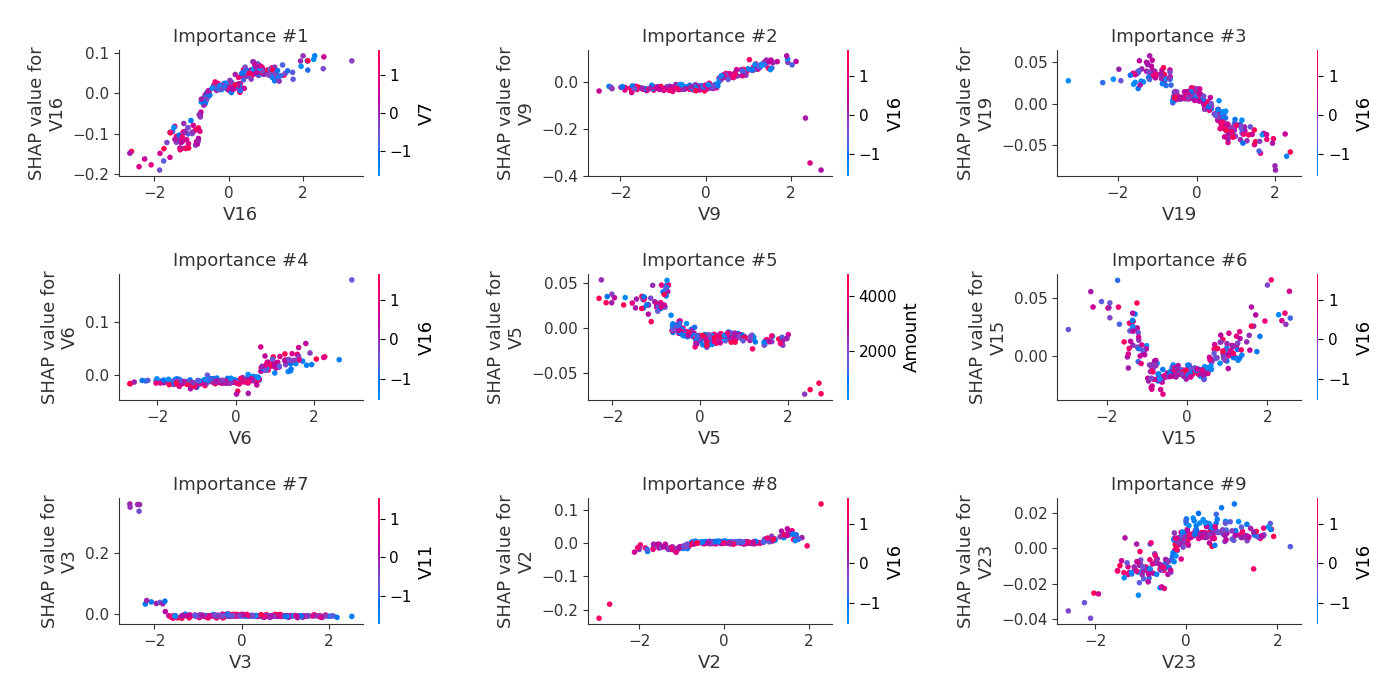 Importance #1
SHAP value for
V16
0.1
0.0
−0.1
−0.2
−2
0
2
V16
1
0
−1
V7
Importance #2
SHAP value for
V9
0.0
−0.2
−0.4
−2
0
2
V9
1
0
−1
V16
Importance #3
SHAP value for
V19
0.05
0.00
−0.05
−2
0
2
V19
1
0
−1
V16
Importance #4
SHAP value for
V6
0.1
0.0
−2
0
2
V6
1
0
−1
V16
Importance #5
SHAP value for
V5
0.05
0.00
−0.05
−2
0
2
V5
4000
2000
Amount
Importance #6
SHAP value for
V15
0.05
0.00
−2
0
2
V15
1
0
−1
V16
Importance #7
SHAP value for
V3
0.2
0.0
−2
0
2
V3
1
0
−1
V11
Importance #8
SHAP value for
V2
0.1
0.0
−0.1
−0.2
−2
0
2
V2
1
0
−1
V16
Importance #9
SHAP value for
V23
0.02
0.00
−0.02
−0.04
−2
0
2
V23
1
0
−1
V16